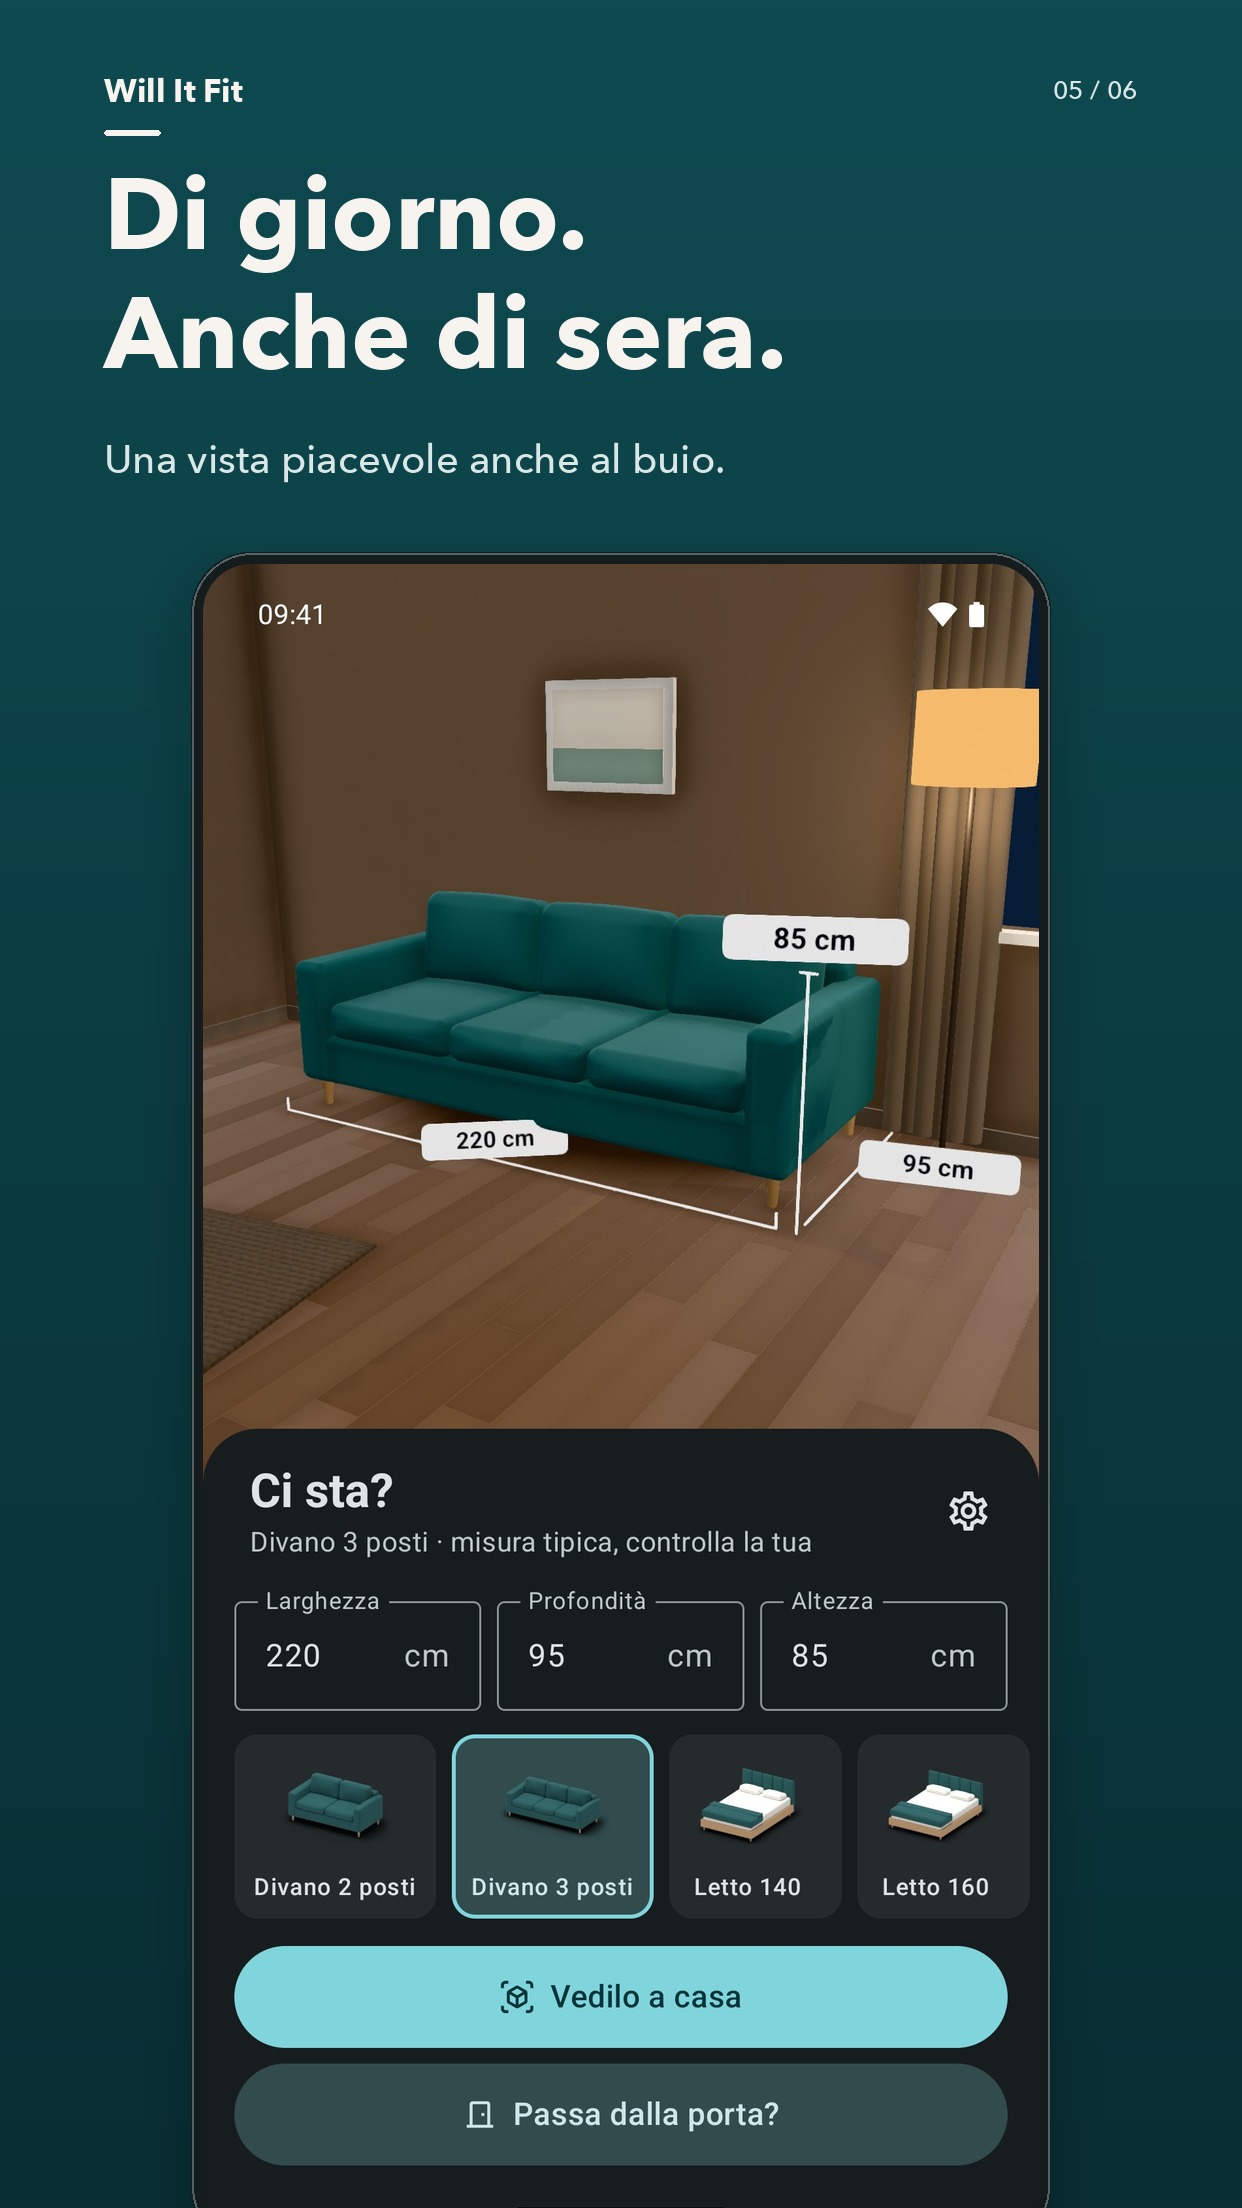 Will It Fit
05 / 06
Di giorno.
Anche di sera.
Una vista piacevole anche al buio.
09:41
85 cm
220 cm
95 cm
Ci sta?
Divano 3 posti · misura tipica, controlla la tua
Larghezza
Profondità
Altezza
220 cm
95 cm
85 cm
Divano 2 posti
Divano 3 posti
Letto 140
Letto 160
Vedilo a casa
Passa dalla porta?